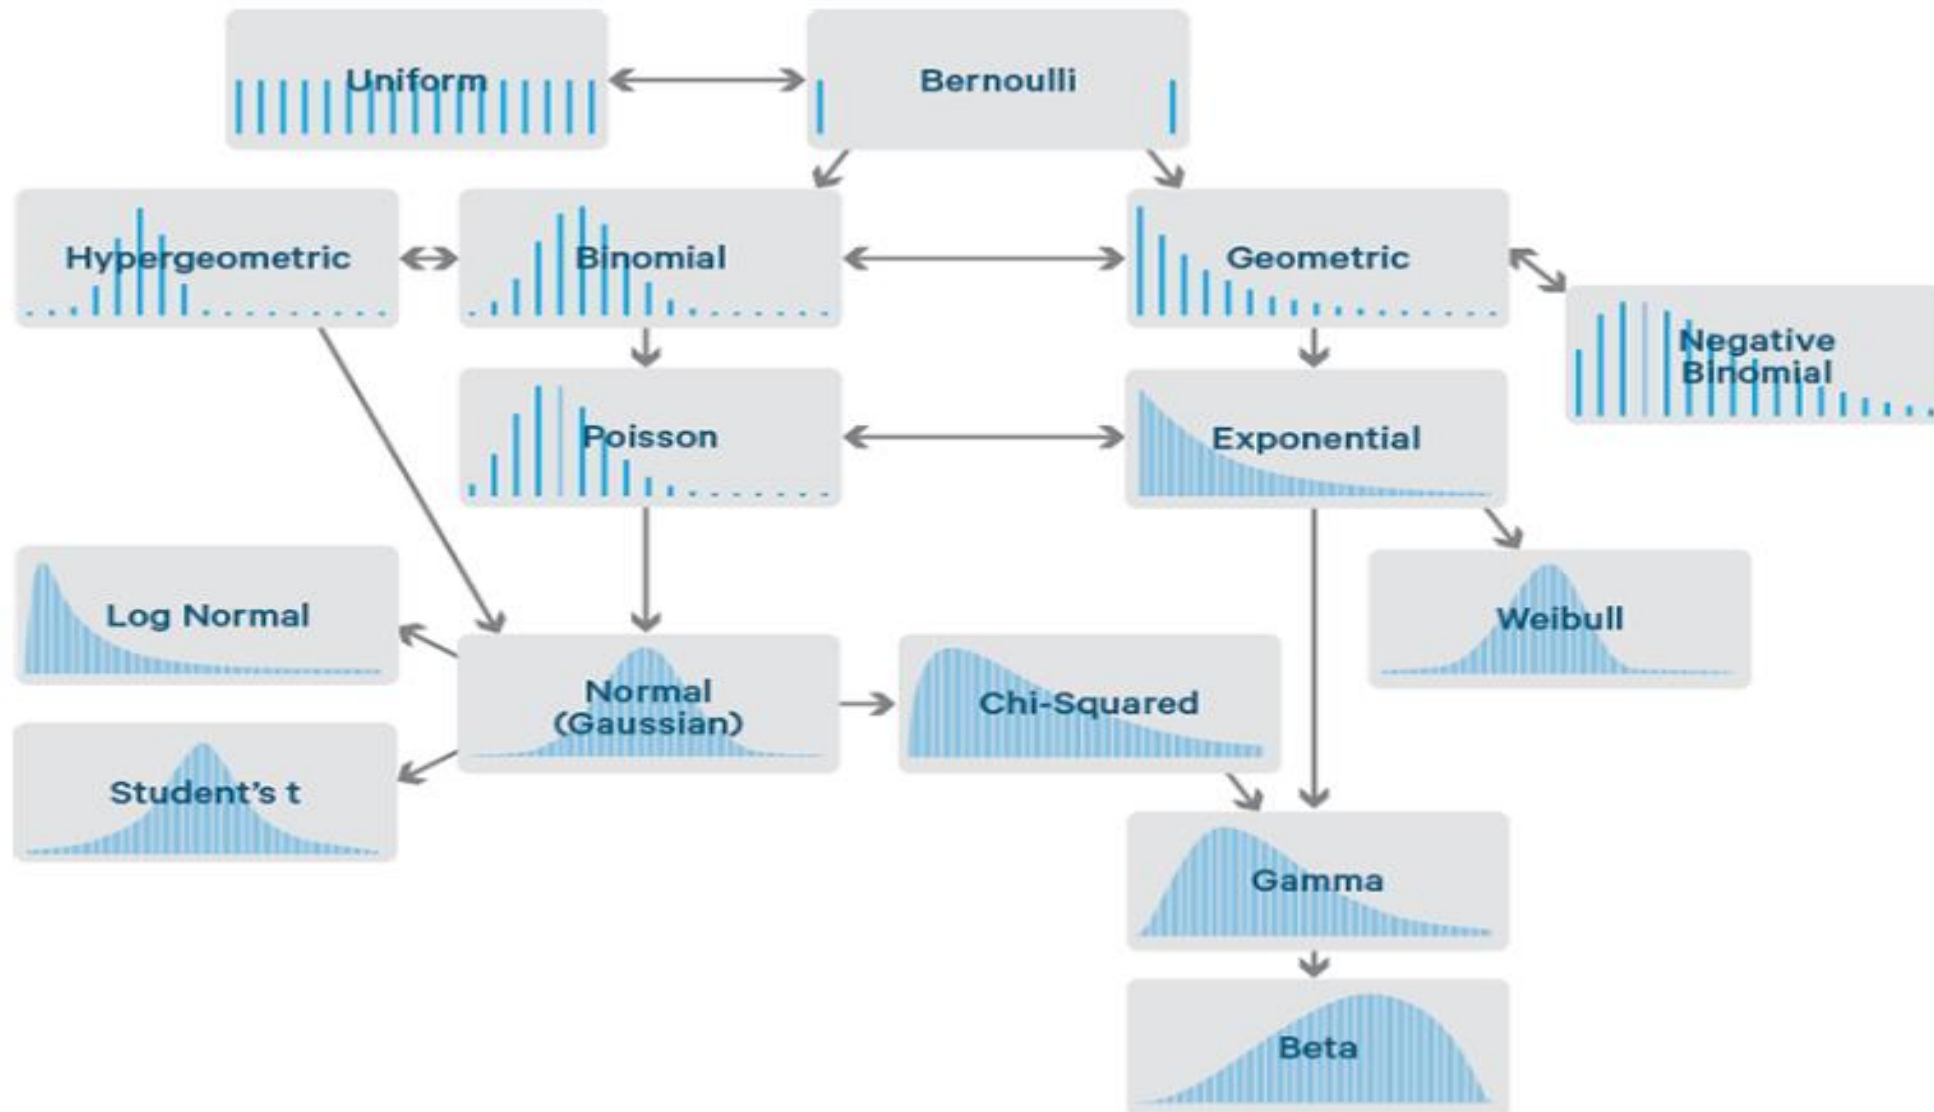 Uniform
Bernoulli
Hypergeometric
Binomial
Geometric
Negative
Binomial
Poisson
Exponential
Log Normal
Weibull
Normal
(Gaussian)
Chi-Squared
Student’s t
Gamma
Beta